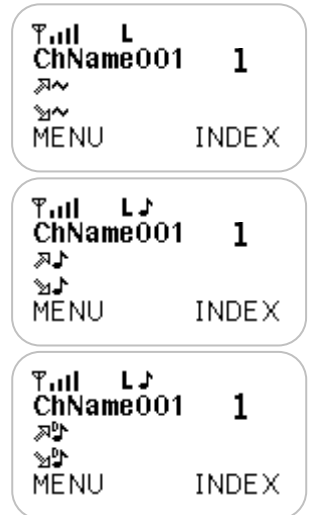 L
ChName001 1
MENU INDEX
L♪
ChName001 1
♪
♪
MENU INDEX
L♪
ChName001 1
MENU INDEX